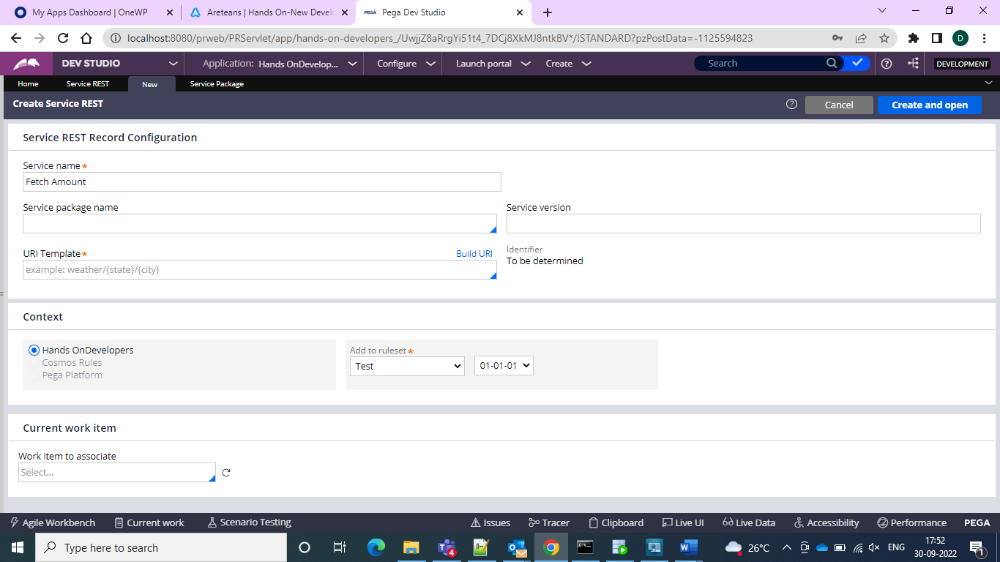 My Apps Dashboard | OneWP
Areteans | Hands On-New Develo
PEGA Pega Dev Studio
localhost:8080/prweb/PRServlet/app/hands-on-developers_/UwjjZ8aRrgYi51t4_7DCj8XkMJ8ntkBV*/!STANDARD?pzPostData=-1125594823
D
DEV STUDIO
Application: Hands OnDevelop...
Configure
Launch portal
Create
Search
DEVELOPMENT
Home
Service REST
New
Service Package
Create Service REST
Cancel
Create and open
Service REST Record Configuration
Service name*
Fetch Amount
Service package name
Service version
URI Template*
Build URI
Identifier
example: weather/{state}/{city}
To be determined
Context
Hands OnDevelopers
Cosmos Rules
Pega Platform
Add to ruleset*
Test
01-01-01
Current work item
Work item to associate
Select...
Agile Workbench
Current work
Scenario Testing
Issues
Tracer
Clipboard
Live UI
Live Data
Accessibility
Performance
PEGA
Type here to search
4
26°C
ENG
17:52
30-09-2022
1